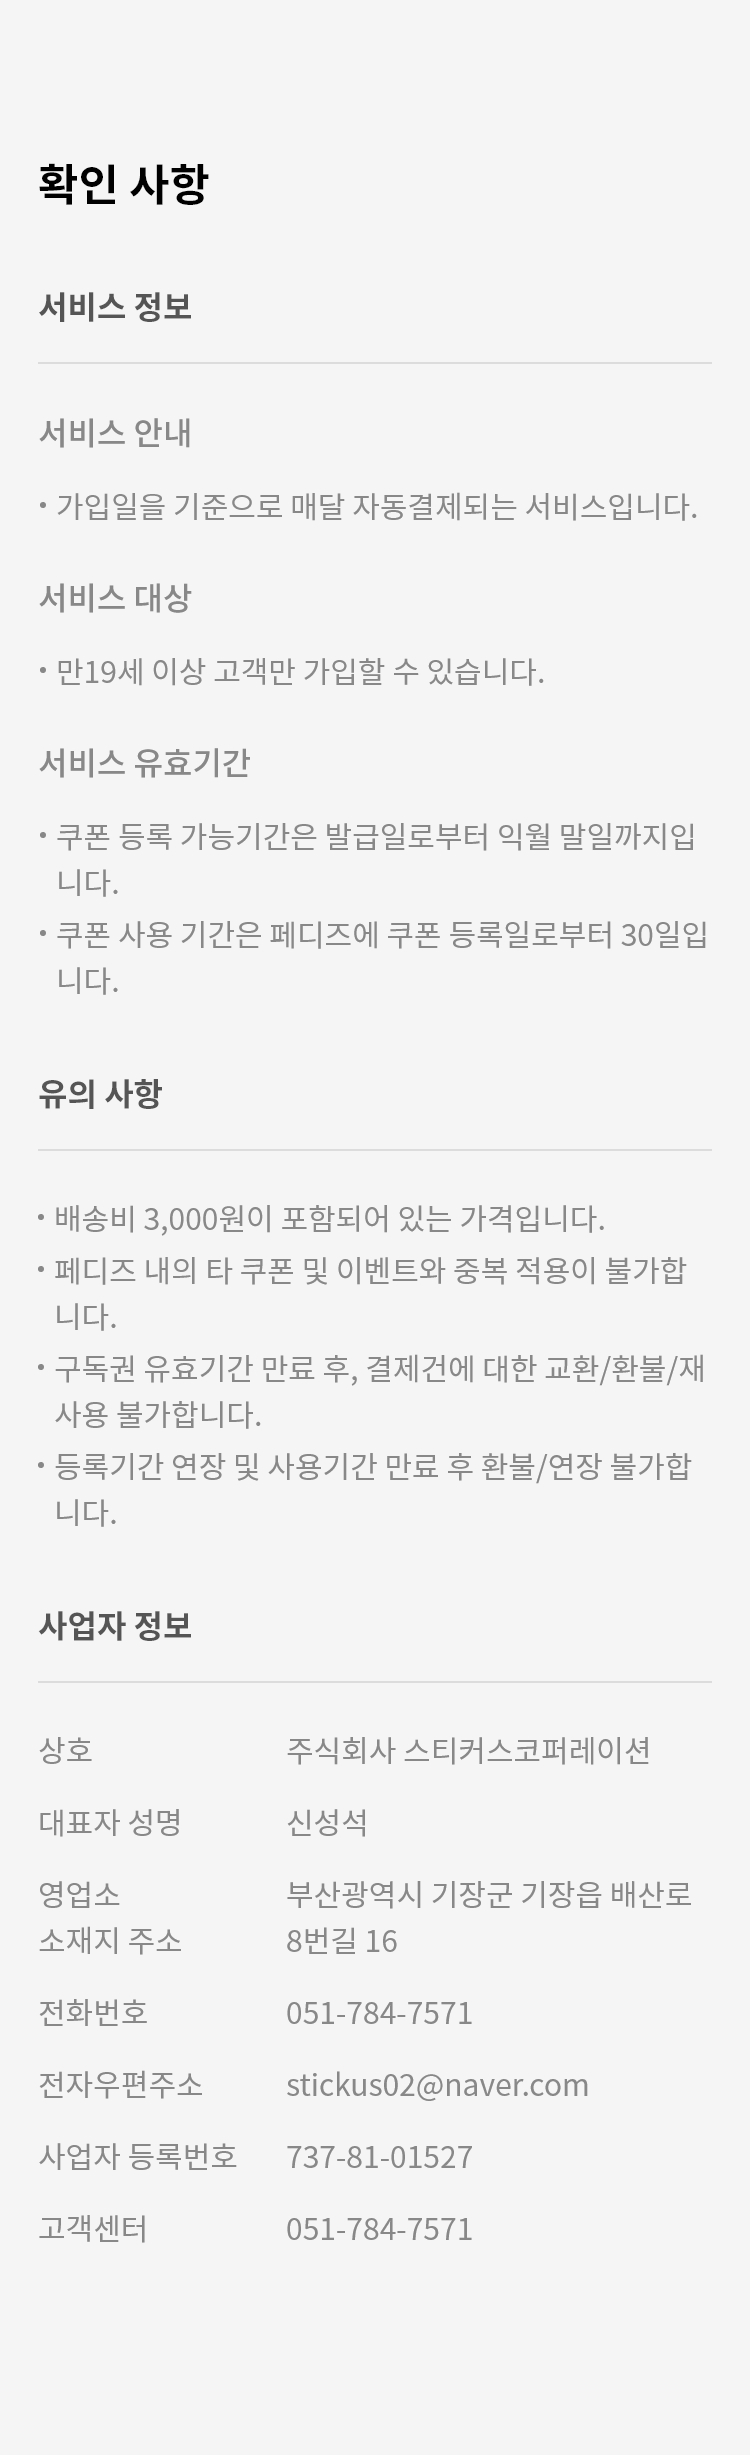 확인 사항
서비스 정보
서비스 안내
• 가입일을 기준으로 매달 자동결제되는 서비스입니다.
서비스 대상
• 만19세 이상 고객만 가입할 수 있습니다.
서비스 유효기간
• 쿠폰 등록 가능기간은 발급일로부터 익월 말일까지입
니다.
• 쿠폰 사용 기간은 페디즈에 쿠폰 등록일로부터 30일입
니다.
유의 사항
• 배송비 3,000원이 포함되어 있는 가격입니다.
• 페디즈 내의 타 쿠폰 및 이벤트와 중복 적용이 불가합
니다.
• 구독권 유효기간 만료 후, 결제건에 대한 교환/환불/재
사용 불가합니다.
• 등록기간 연장 및 사용기간 만료 후 환불/연장 불가합
니다.
사업자 정보
상호 주식회사 스티커스코퍼레이션
대표자 성명 신성석
영업소 부산광역시 기장군 기장읍 배산로
소재지 주소 8번길 16
전화번호 051-784-7571
전자우편주소 stickus02@naver.com
사업자 등록번호 737-81-01527
고객센터 051-784-7571